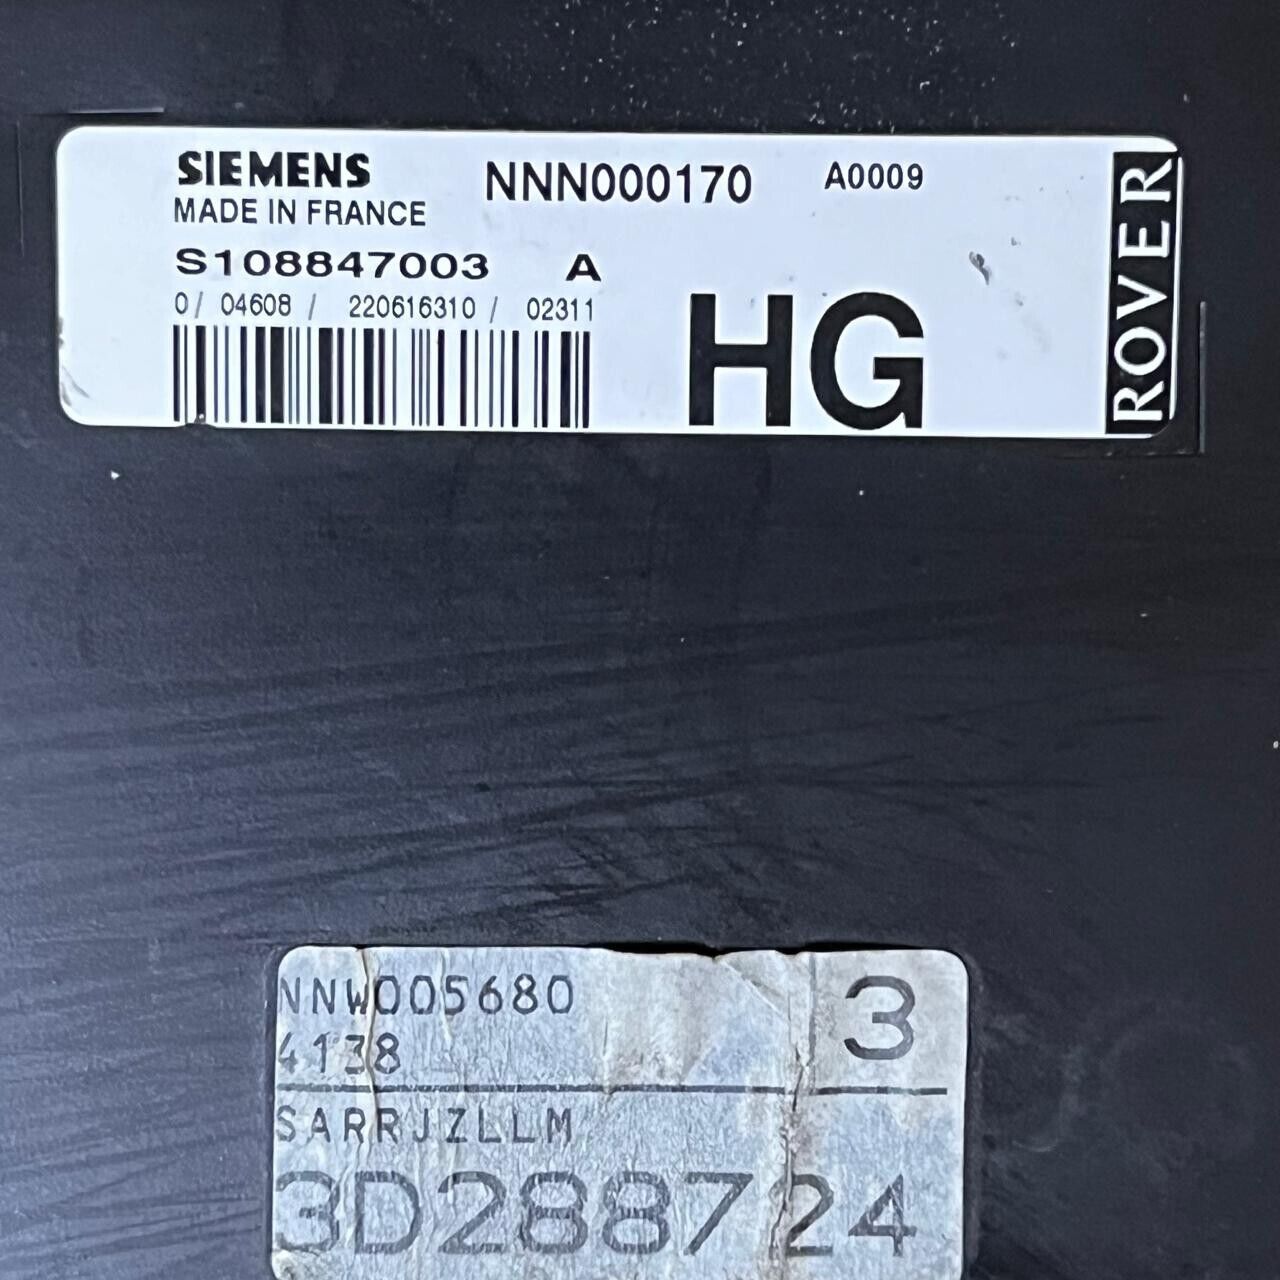 SIEMENS NNN000170 A0009
MADE IN FRANCE
S108847003 A
0/ 04608 / 220616310 / 02311
HG
ROVER
NNW005680 3
4138
SARRJZLLM
3D288724